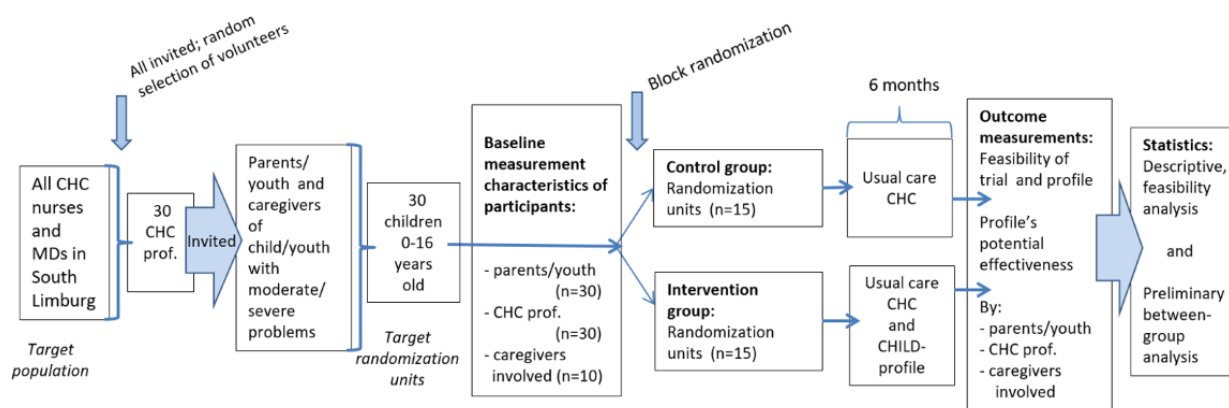 All invited; random
selection of volunteers
All CHC
nurses
and
MDs in
South
Limburg
Target
population
30
CHC
prof.
Invited
Parents/
youth and
caregivers
of
child/youth
with
moderate/
severe
problems
30
children
0-16
years
old
Target
randomization
units
Baseline
measurement
characteristics of
participants:
- parents/youth
(n=30)
- CHC prof.
(n=30)
- caregivers
involved (n=10)
Block randomization
Control group:
Randomization
units (n=15)
Intervention
group:
Randomization
units (n=15)
6 months
Usual care
CHC
Usual care
CHC
and
CHILD-
profile
Outcome
measurements:
Feasibility of
trial and profile
Profile's
potential
effectiveness
By:
- parents/youth
- CHC prof.
- caregivers
involved
Statistics:
Descriptive,
feasibility
analysis
and
Preliminary
between-
group
analysis